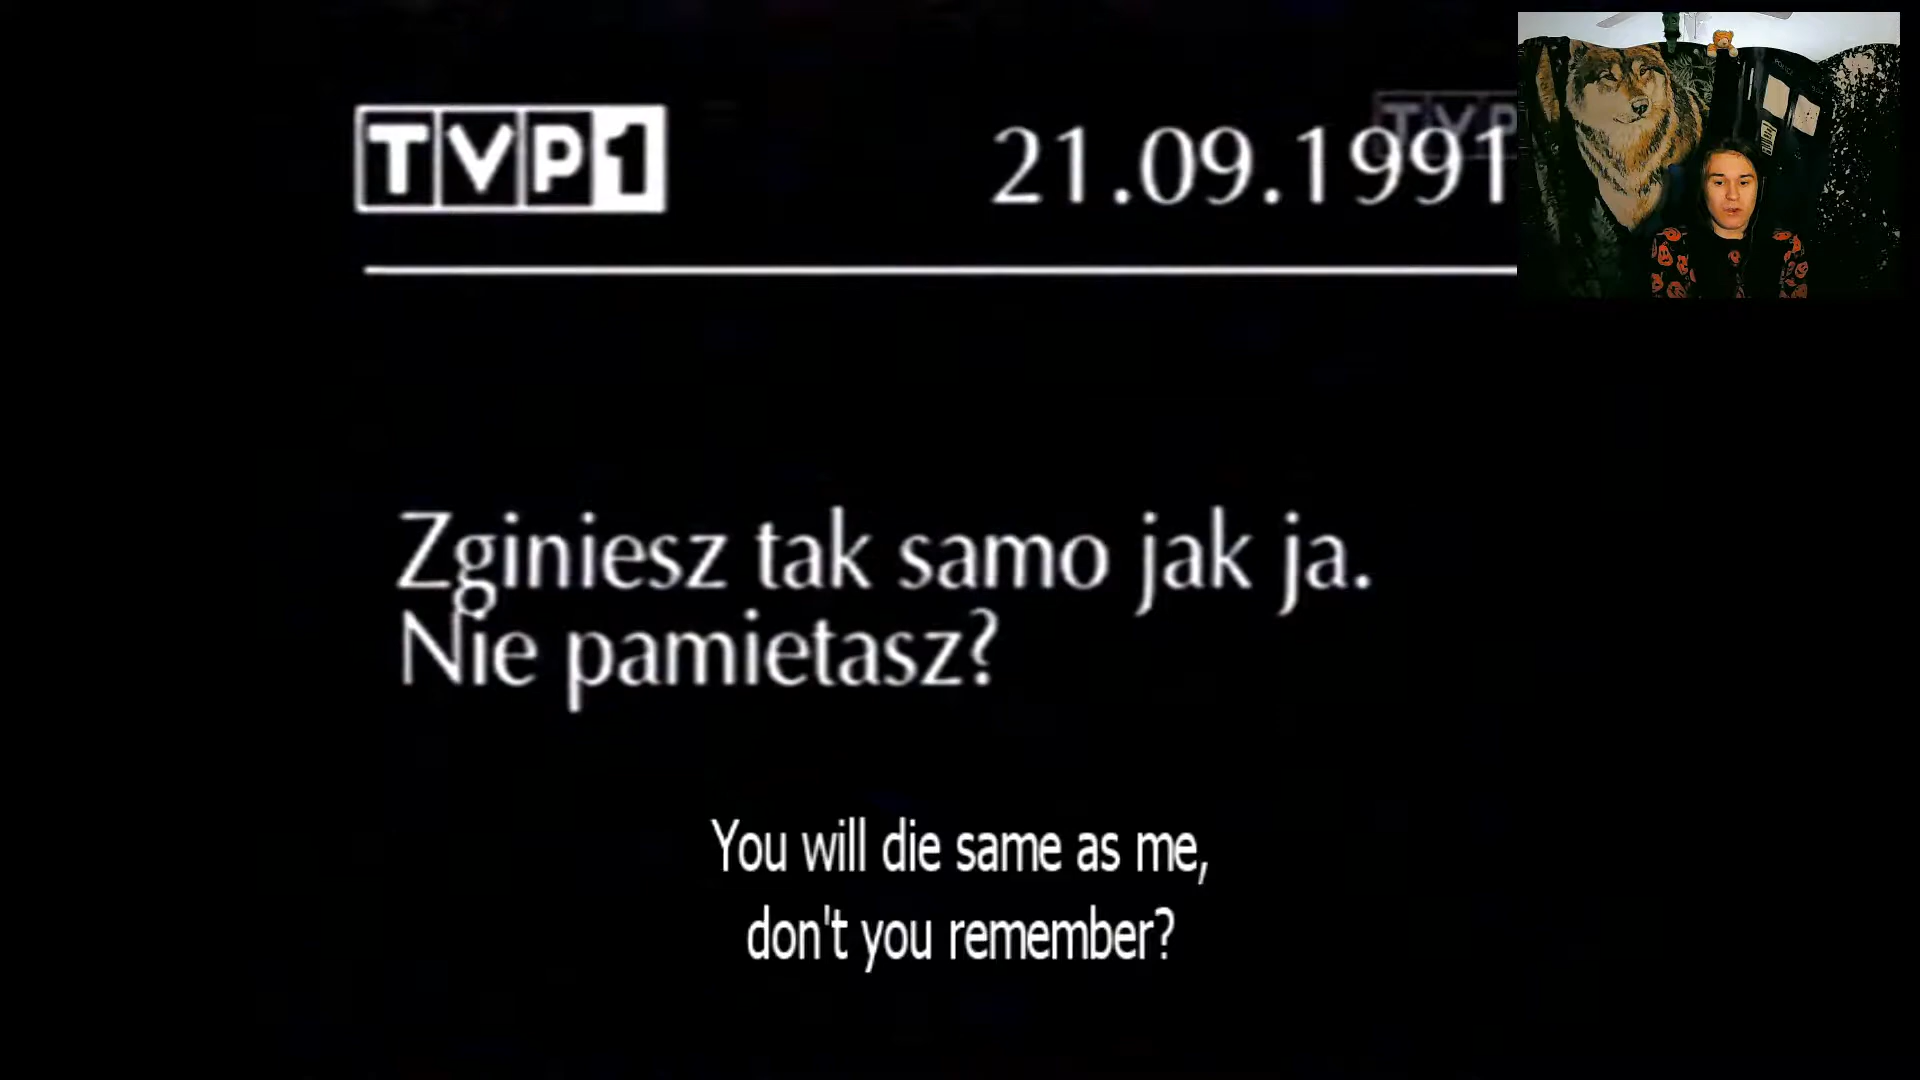 TVP1
21.09.1991
TVP
Zginiesz tak samo jak ja.
Nie pamietasz?
You will die same as me,
don't you remember?